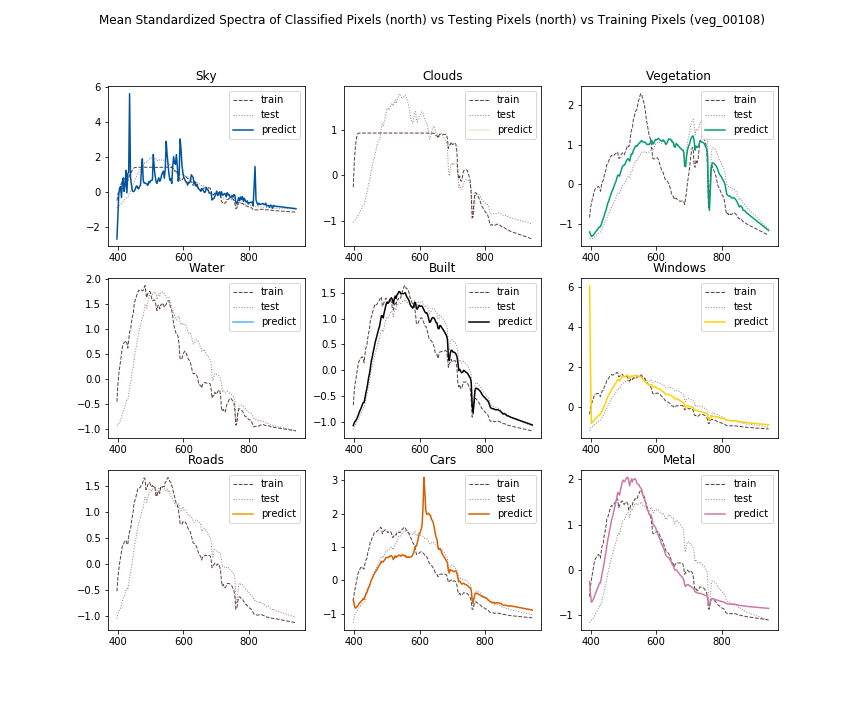 Mean Standardized Spectra of Classified Pixels (north) vs Testing Pixels (north) vs Training Pixels (veg_00108)
Sky
Clouds
Vegetation
6
4
2
0
−2
400
600
800
train
test
predict
1
0
−1
400
600
800
train
test
predict
2
1
0
−1
400
600
800
train
test
predict
Water
Built
Windows
2.0
1.5
1.0
0.5
0.0
−0.5
−1.0
400
600
800
train
test
predict
1.5
1.0
0.5
0.0
−0.5
−1.0
400
600
800
train
test
predict
6
4
2
0
400
600
800
train
test
predict
Roads
Cars
Metal
1.5
1.0
0.5
0.0
−0.5
−1.0
400
600
800
train
test
predict
3
2
1
0
−1
400
600
800
train
test
predict
2
1
0
−1
400
600
800
train
test
predict